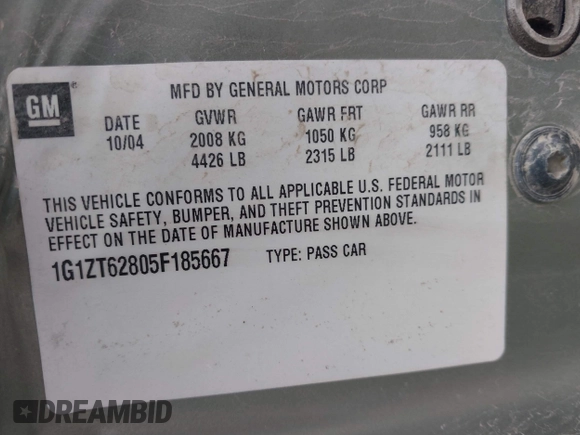 GM
MFD BY GENERAL MOTORS CORP
DATE GVWR GAWR FRT GAWR RR
10/04 2008 KG 1050 KG 958 KG
4426 LB 2315 LB 2111 LB
THIS VEHICLE CONFORMS TO ALL APPLICABLE U.S. FEDERAL MOTOR
VEHICLE SAFETY, BUMPER, AND THEFT PREVENTION STANDARDS IN
EFFECT ON THE DATE OF MANUFACTURE SHOWN ABOVE.
1G1ZT62805F185667 TYPE: PASS CAR
DREAMBID